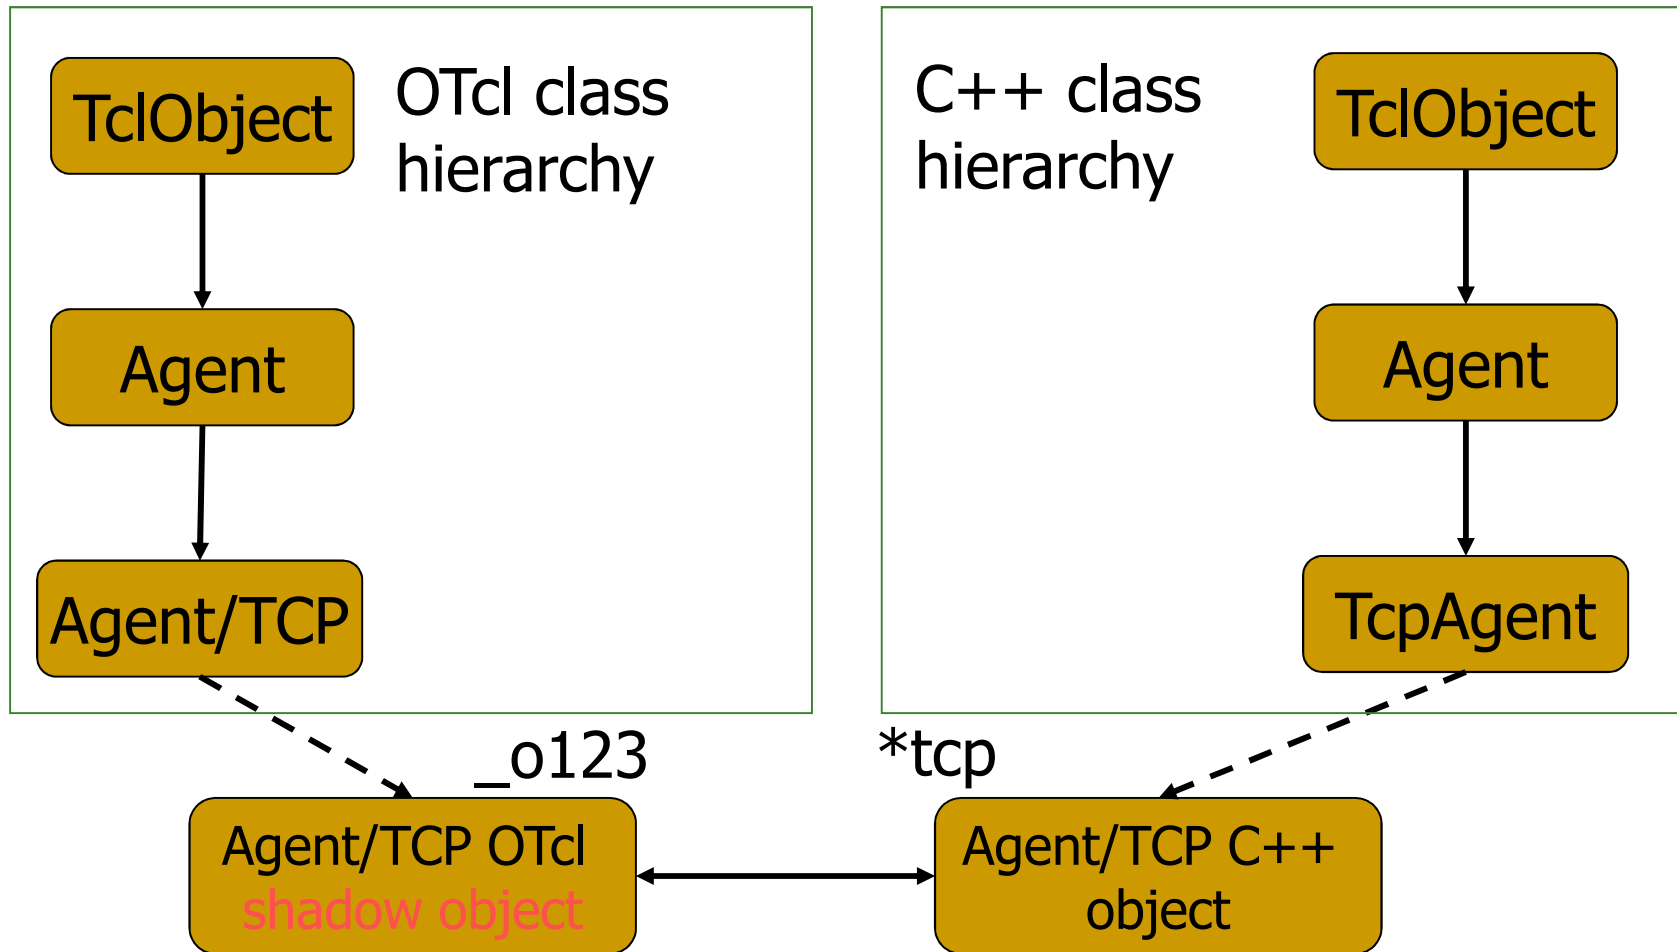 TclObject
OTcl class
hierarchy
Agent
Agent/TCP
C++ class
hierarchy
TclObject
Agent
TcpAgent
_o123
*tcp
Agent/TCP OTcl
shadow object
Agent/TCP C++
object